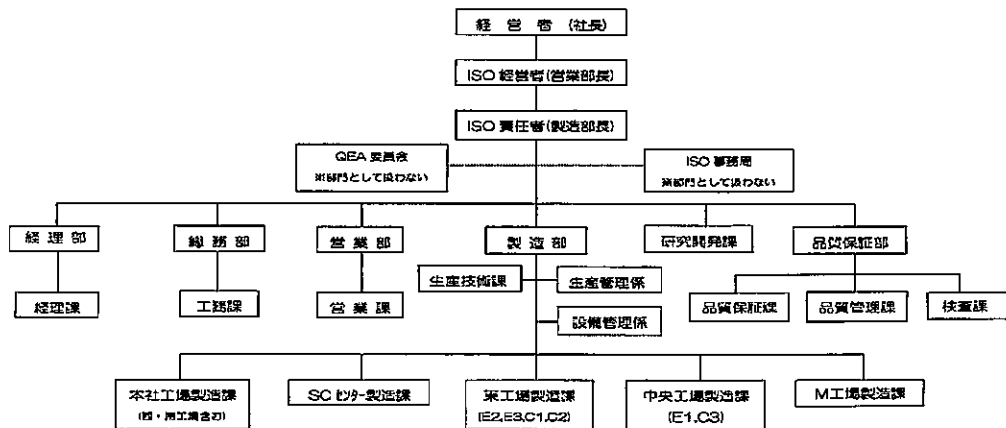 経営者(社長)
ISO 経営者(営業部長)
ISO 責任者(製造部長)
QEA 委員会
※部門として扱わない
ISO 事務局
※部門として扱わない
経理部
総務部
営業部
製造部
研究開発課
品質保証部
生産技術課
生産管理係
経理課
工務課
営業課
品質保証課
品質管理課
検査課
設備管理係
本社工場製造課
SC ｾﾝﾀｰ製造課
東工場製造課
(E2,E3,C1,C2)
中央工場製造課
(E1,C3)
M工場製造課